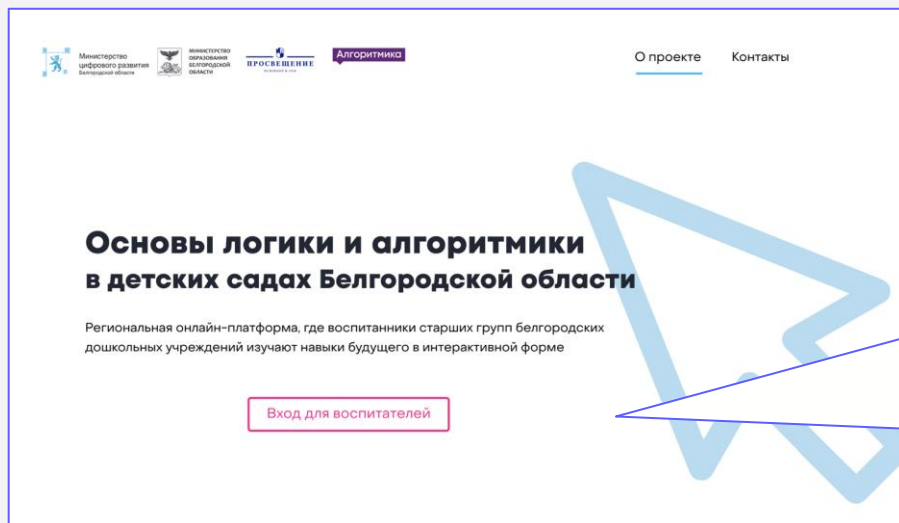 Министерство
цифрового развития
Белгородской области
МИНИСТЕРСТВО
ОБРАЗОВАНИЯ
БЕЛГОРОДСКОЙ
ОБЛАСТИ
ПРОСВЕЩЕНИЕ
Алгоритмика
О проекте
Контакты
Основы логики и алгоритмики
в детских садах Белгородской области
Региональная онлайн-платформа, где воспитанники старших групп белгородских
дошкольных учреждений изучают навыки будущего в интерактивной форме
Вход для воспитателей